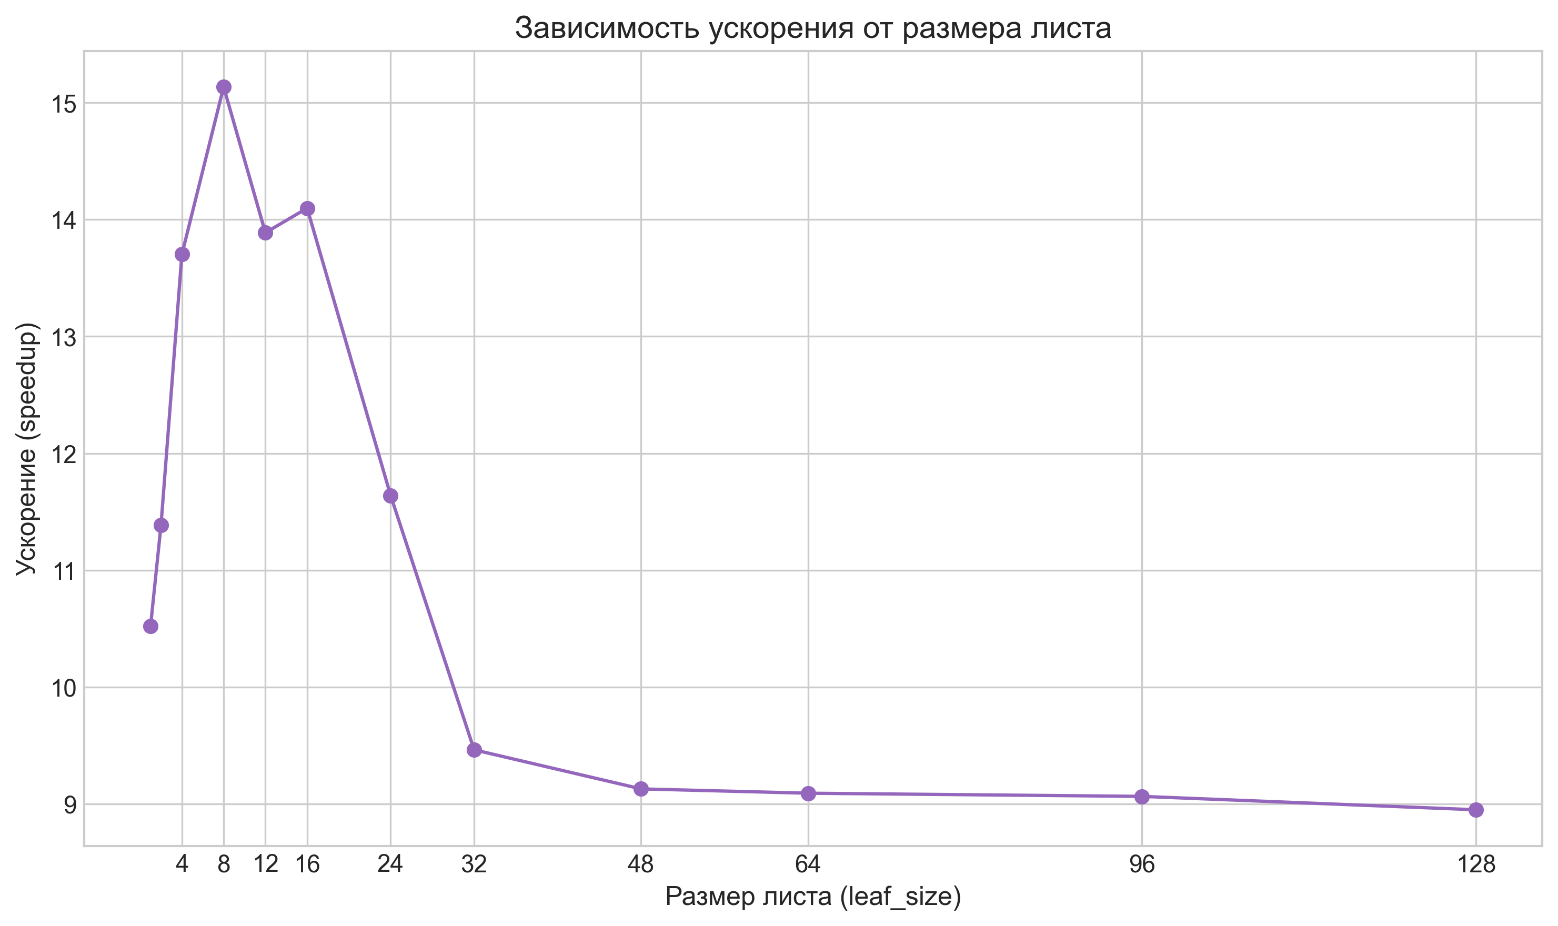 Зависимость ускорения от размера листа
Ускорение (speedup)
15
14
13
12
11
10
9
4 8 12 16 24 32 48 64 96 128
Размер листа (leaf_size)